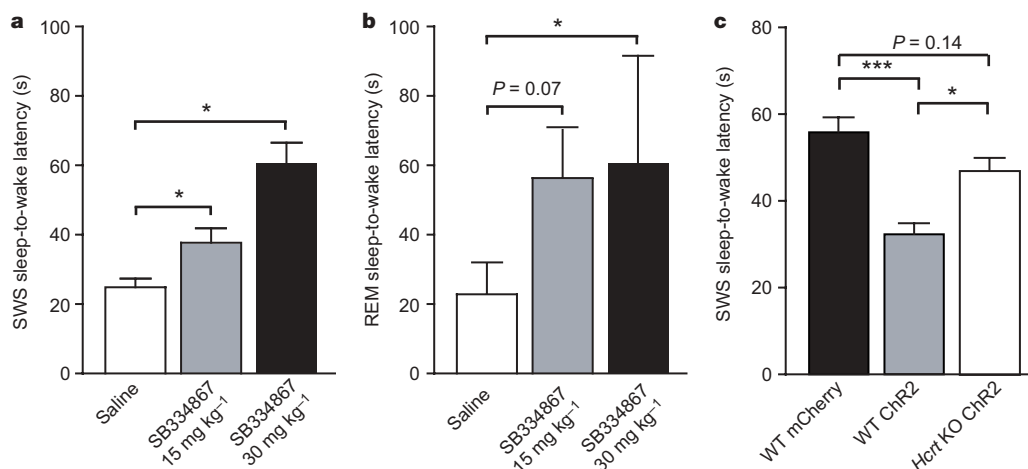 a
SWS sleep-to-wake latency (s)
100
80
60
40
20
0
*
*
Saline
SB334867
15 mg kg⁻¹
SB334867
30 mg kg⁻¹
b
REM sleep-to-wake latency (s)
100
80
60
40
20
0
*
P = 0.07
Saline
SB334867
15 mg kg⁻¹
SB334867
30 mg kg⁻¹
c
SWS sleep-to-wake latency (s)
80
60
40
20
0
P = 0.14
***
*
WT mCherry
WT ChR2
Hcrt KO ChR2